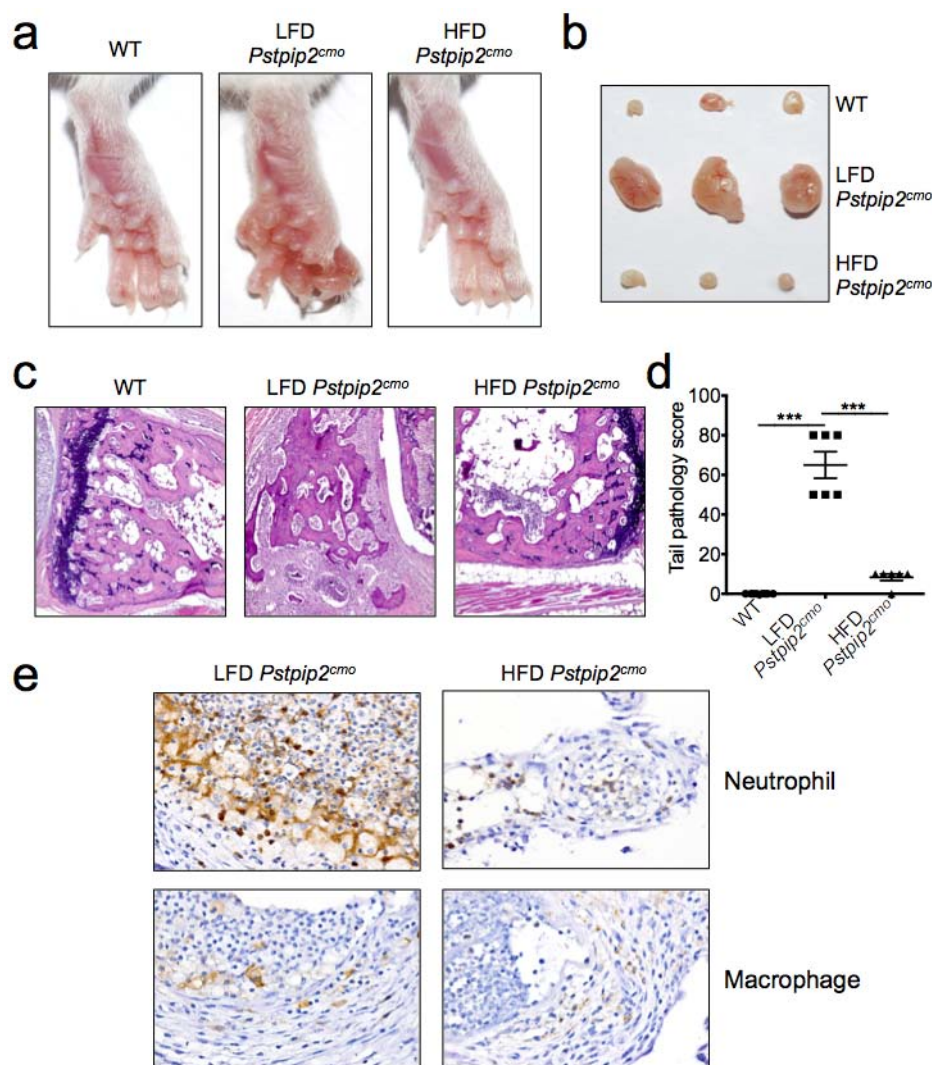 a
WT
LFD
Pstpip2cmo
HFD
Pstpip2cmo
b
WT
LFD
Pstpip2cmo
HFD
Pstpip2cmo
c
WT
LFD Pstpip2cmo
HFD Pstpip2cmo
d
Tail pathology score
100
80
60
40
20
0
***
***
WT
LFD
Pstpip2cmo
HFD
Pstpip2cmo
e
LFD Pstpip2cmo
HFD Pstpip2cmo
Neutrophil
Macrophage